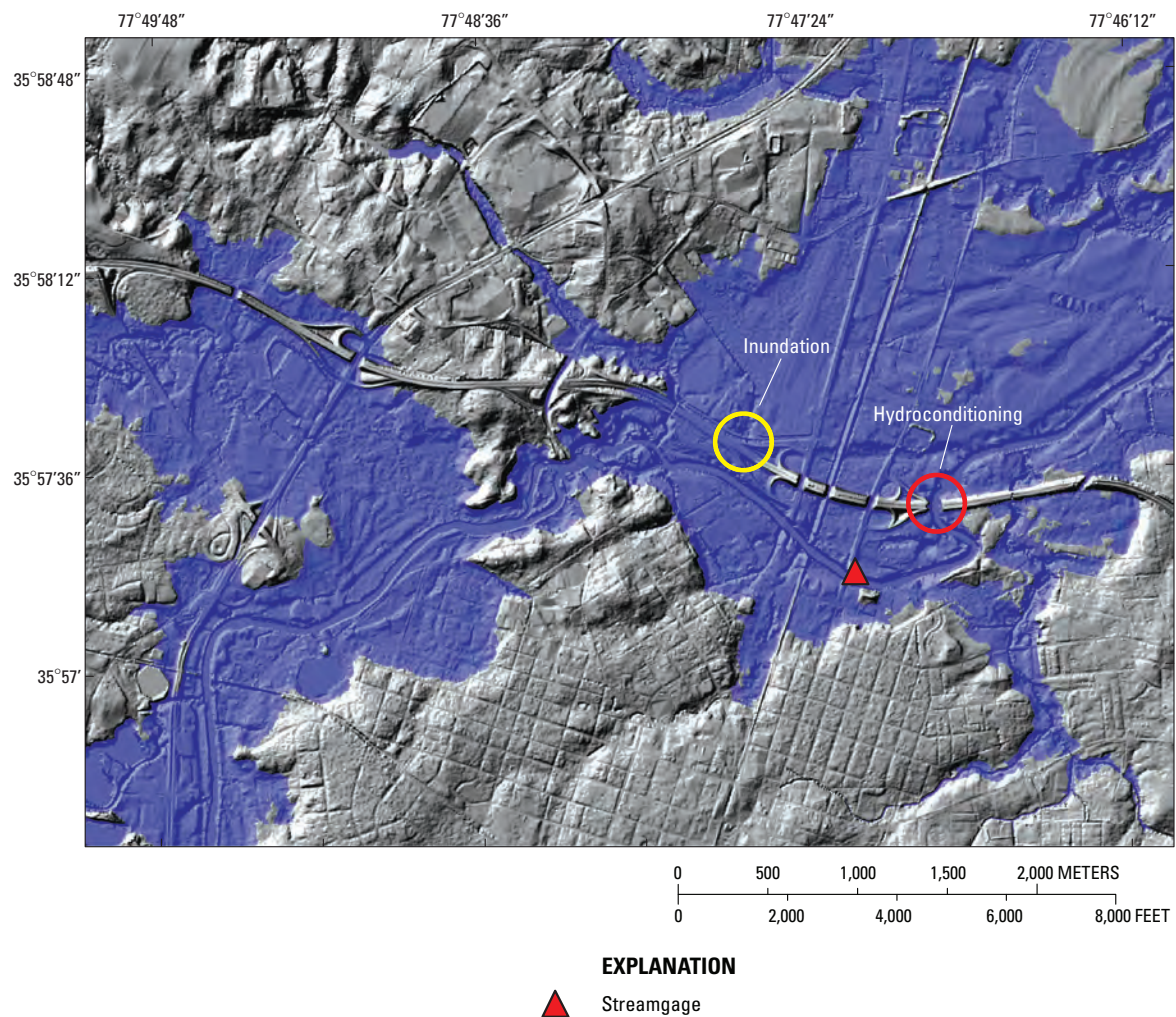 77°49'48" 77°48'36" 77°47'24" 77°46'12"
35°58'48"
35°58'12"
Inundation
Hydroconditioning
35°57'36"
35°57'
0 500 1,000 1,500 2,000 METERS
0 2,000 4,000 6,000 8,000 FEET
EXPLANATION
Streamgage